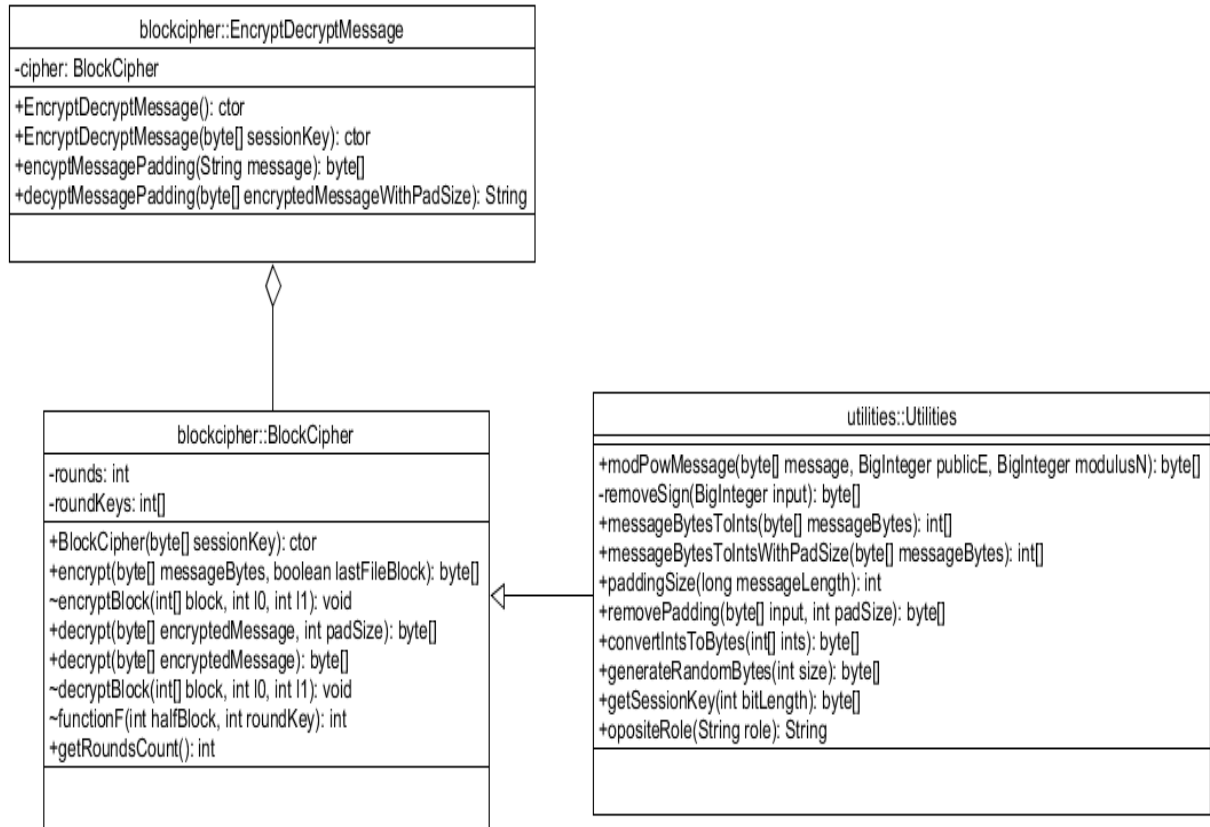 blockcipher::EncryptDecryptMessage
-cipher: BlockCipher
+EncryptDecryptMessage(): ctor
+EncryptDecryptMessage(byte[] sessionKey): ctor
+encyptMessagePadding(String message): byte[]
+decyptMessagePadding(byte[] encryptedMessageWithPadSize): String
blockcipher::BlockCipher
-rounds: int
-roundKeys: int[]
+BlockCipher(byte[] sessionKey): ctor
+encrypt(byte[] messageBytes, boolean lastFileBlock): byte[]
~encryptBlock(int[] block, int l0, int l1): void
+decrypt(byte[] encryptedMessage, int padSize): byte[]
+decrypt(byte[] encryptedMessage): byte[]
~decryptBlock(int[] block, int l0, int l1): void
~functionF(int halfBlock, int roundKey): int
+getRoundsCount(): int
utilities::Utilities
+modPowMessage(byte[] message, BigInteger publicE, BigInteger modulusN): byte[]
-removeSign(BigInteger input): byte[]
+messageBytesToInts(byte[] messageBytes): int[]
+messageBytesToIntsWithPadSize(byte[] messageBytes): int[]
+paddingSize(long messageLength): int
+removePadding(byte[] input, int padSize): byte[]
+convertIntsToBytes(int[] ints): byte[]
+generateRandomBytes(int size): byte[]
+getSessionKey(int bitLength): byte[]
+opositeRole(String role): String